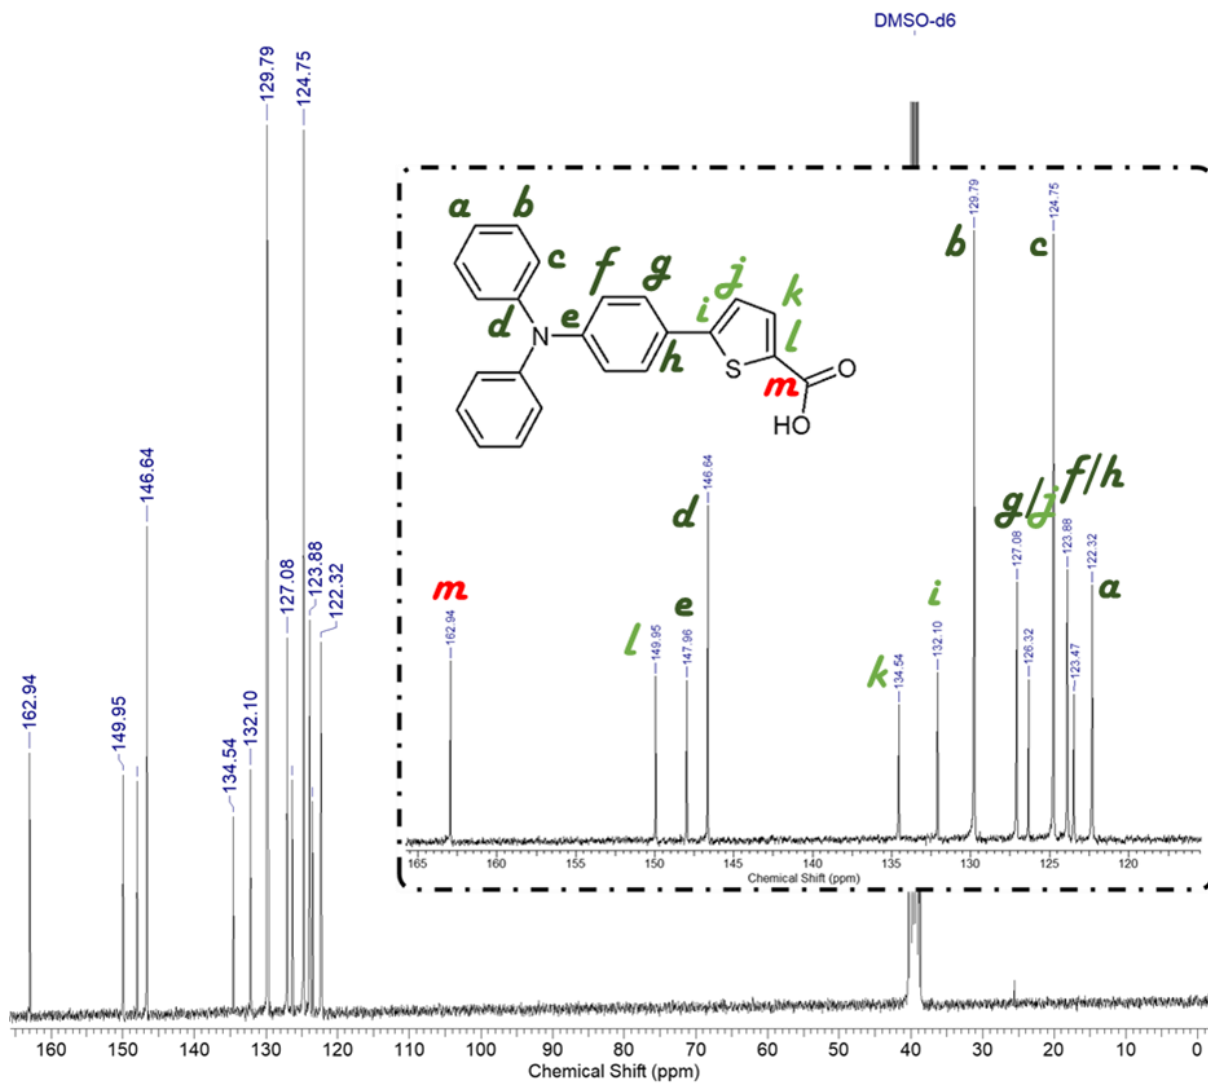 DMSO-d6
129.79
124.75
146.64
127.08
123.88
122.32
162.94
149.95
134.54
132.10
129.79
124.75
a
b
c
d
e
f
g
h
i
j
k
l
m
N
S
O
HO
b
c
146.64
d
g/j
f/h
127.08
123.88
122.32
m
162.94
l
149.95
e
147.96
k
134.54
i
132.10
126.32
123.47
a
165
160
155
150
145
140
135
130
125
120
Chemical Shift (ppm)
160
150
140
130
120
110
100
90
80
70
60
50
40
30
20
10
0
Chemical Shift (ppm)